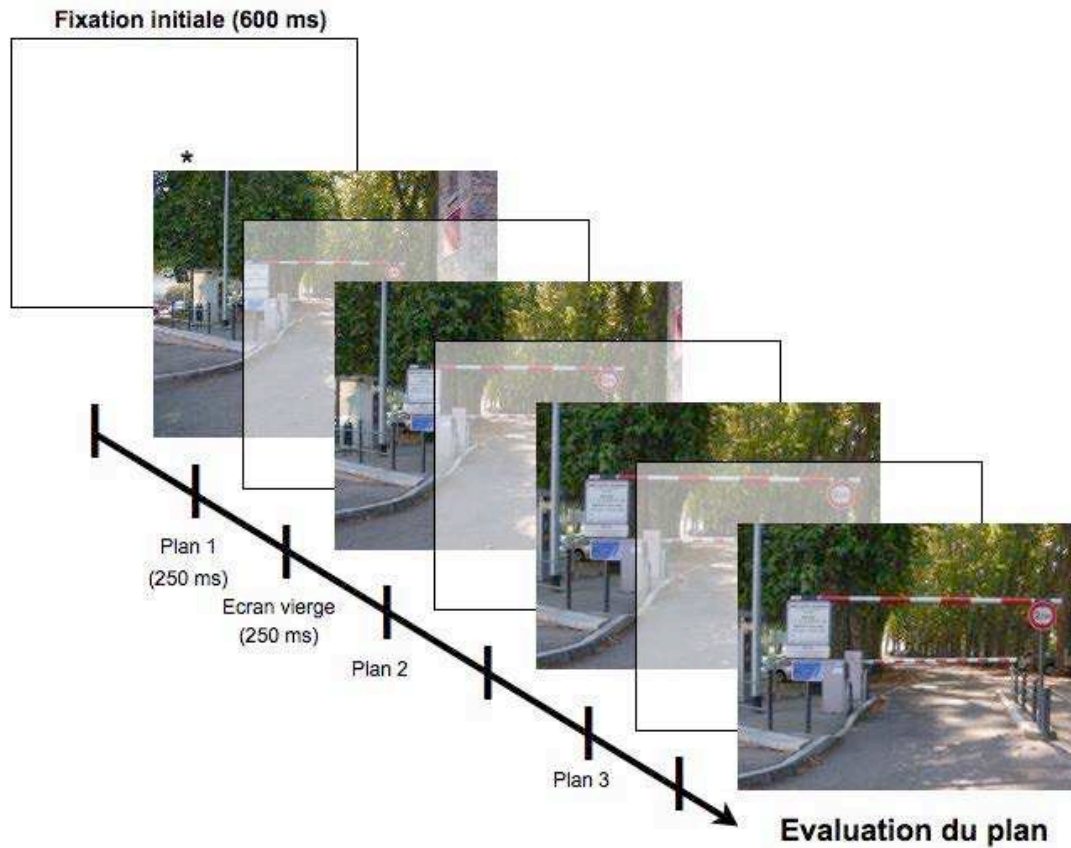 Fixation initiale (600 ms)
*
Plan 1
(250 ms)
Ecran vierge
(250 ms)
Plan 2
Plan 3
Evaluation du plan